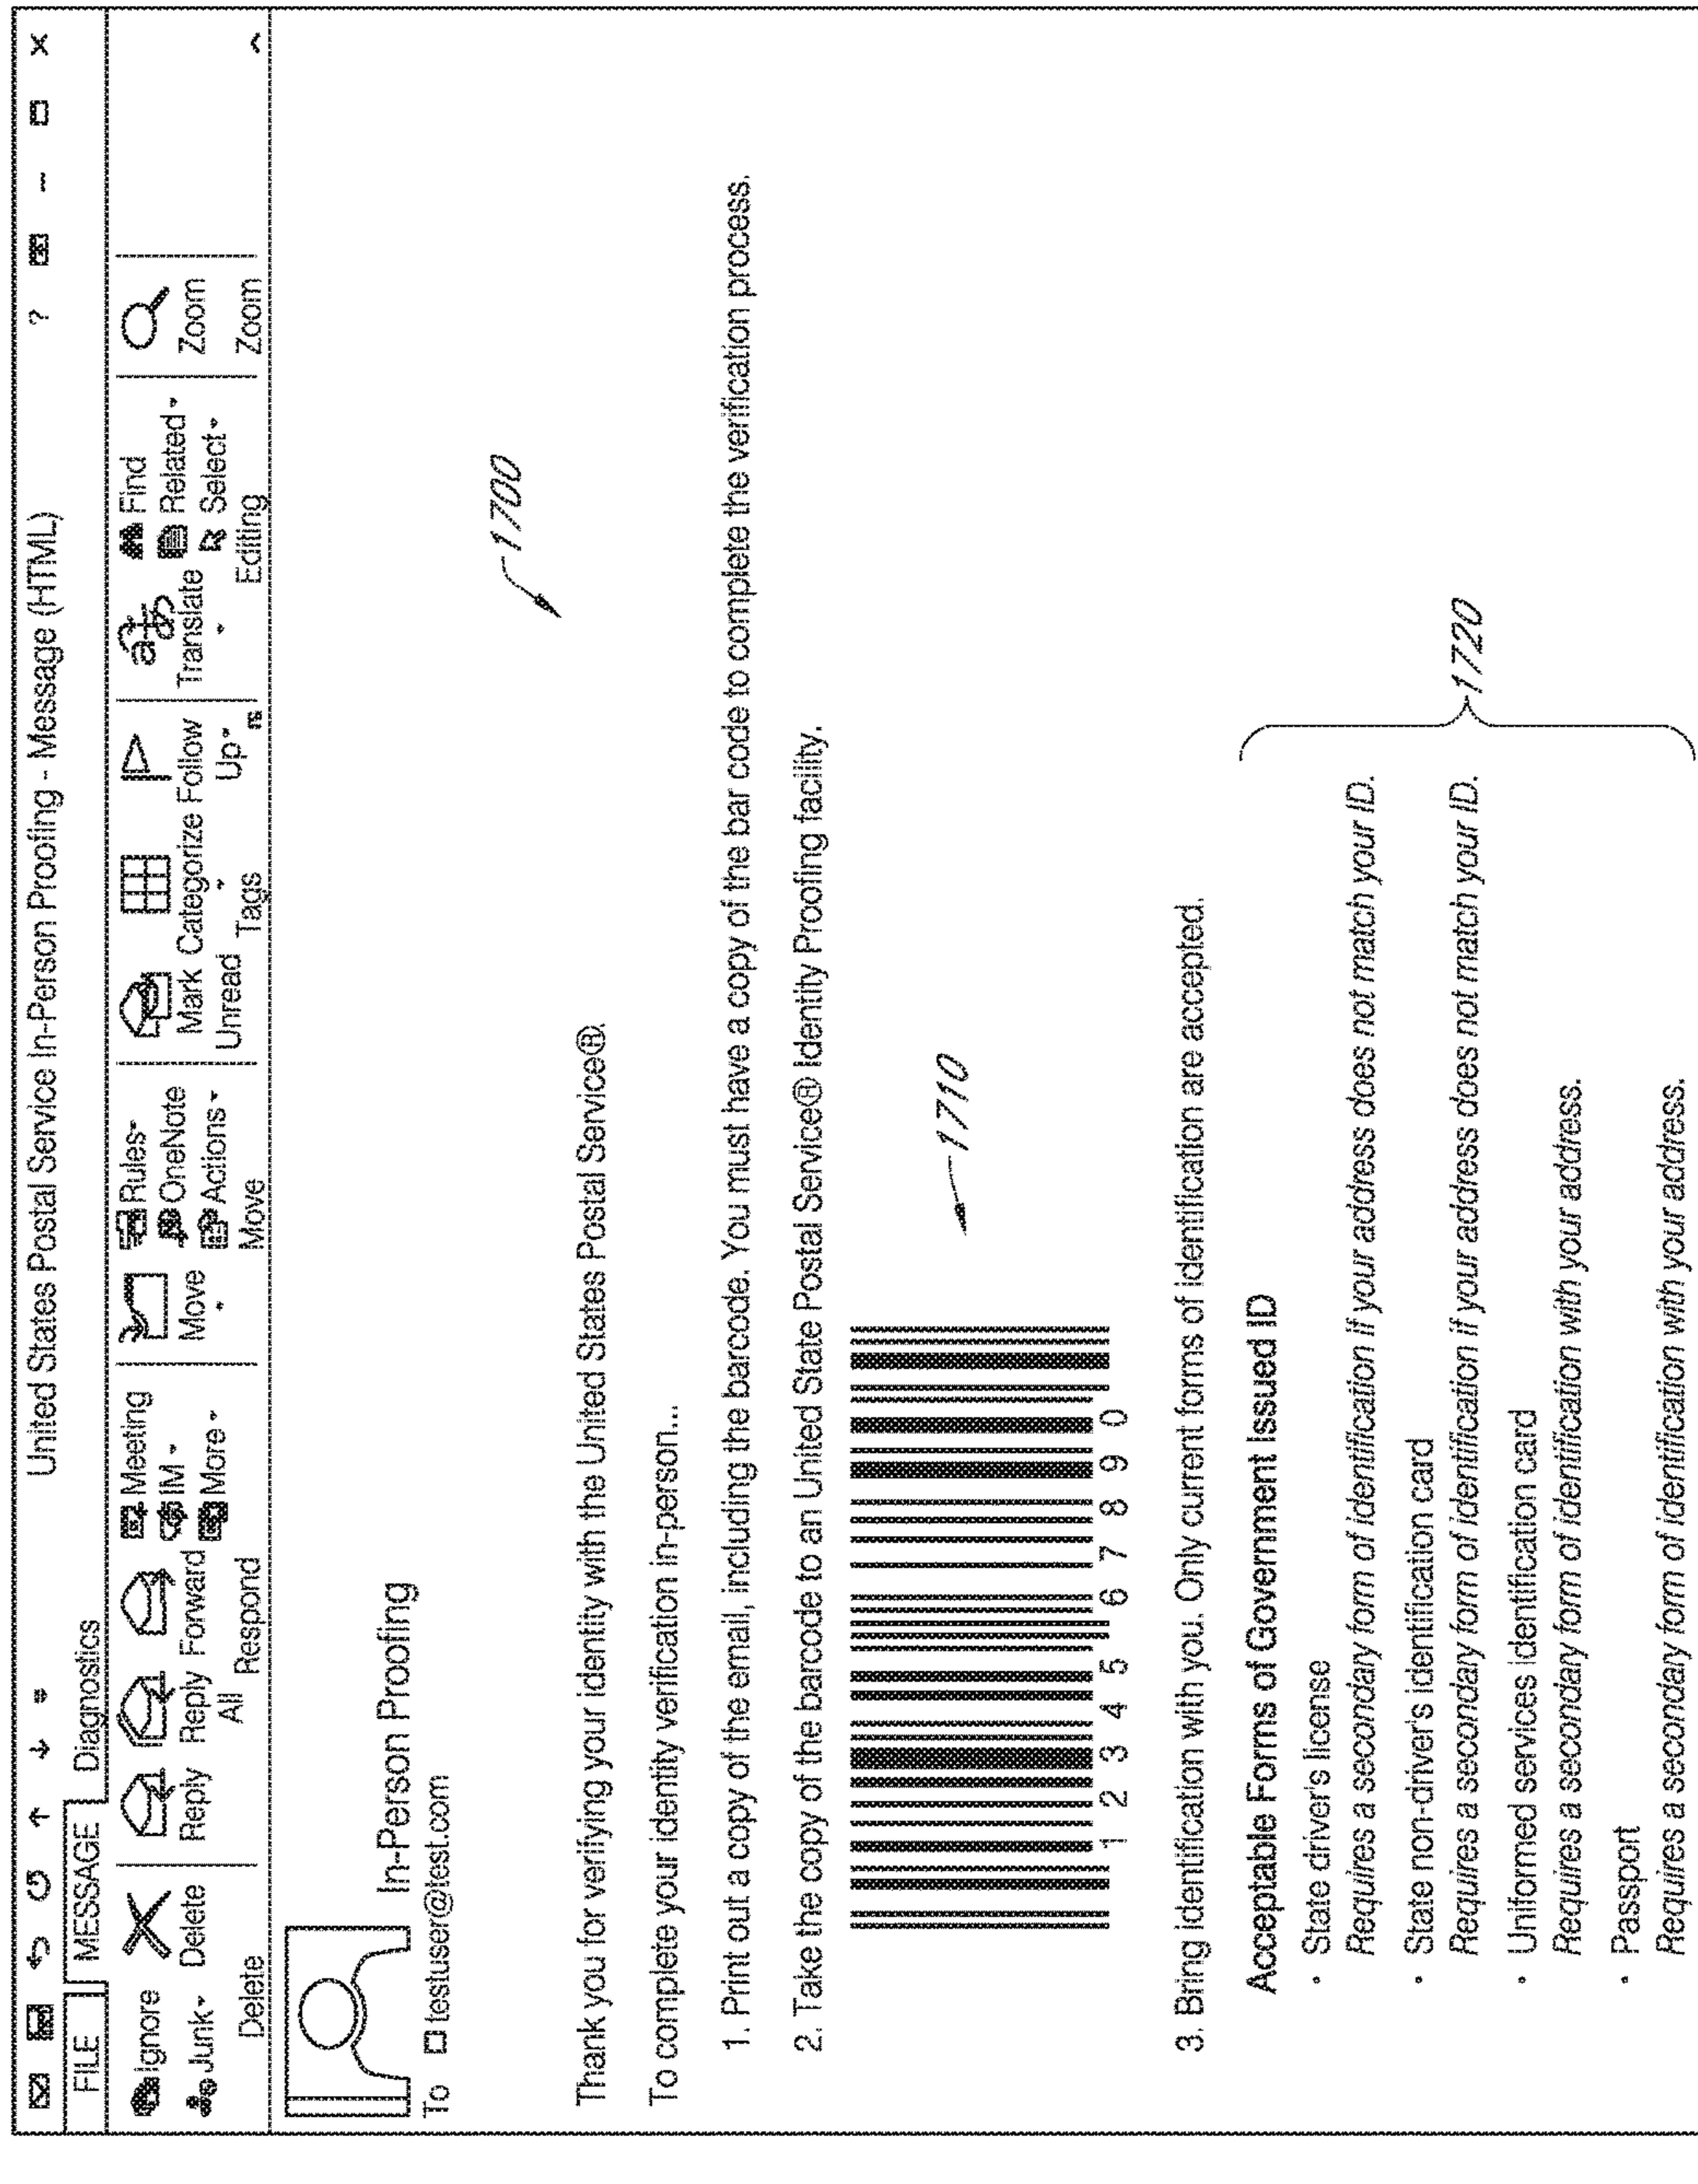 United States Postal Service In-Person Proofing - Message (HTML)
? – X
FILE MESSAGE Diagnostics
Ignore
Junk
Delete
Delete
Reply Reply All Forward
Meeting
IM
More
Respond
Move
Rules
OneNote
Actions
Move
Mark Unread Categorize Follow Up
Tags
Translate
Find
Related
Select
Editing
Zoom
Zoom
In-Person Proofing
To testuser@test.com
1700
Thank you for verifying your identity with the United States Postal Service®.
To complete your identity verification in-person...
1. Print out a copy of the email, including the barcode. You must have a copy of the bar code to complete the verification process.
2. Take the copy of the barcode to an United State Postal Service® Identity Proofing facility.
1710
1 2 3 4 5 6 7 8 9 0
3. Bring identification with you. Only current forms of identification are accepted.
Acceptable Forms of Government Issued ID
• State driver's license
Requires a secondary form of identification if your address does not match your ID.
• State non-driver's identification card
Requires a secondary form of identification if your address does not match your ID.
• Uniformed services identification card
Requires a secondary form of identification with your address.
• Passport
Requires a secondary form of identification with your address.
1720